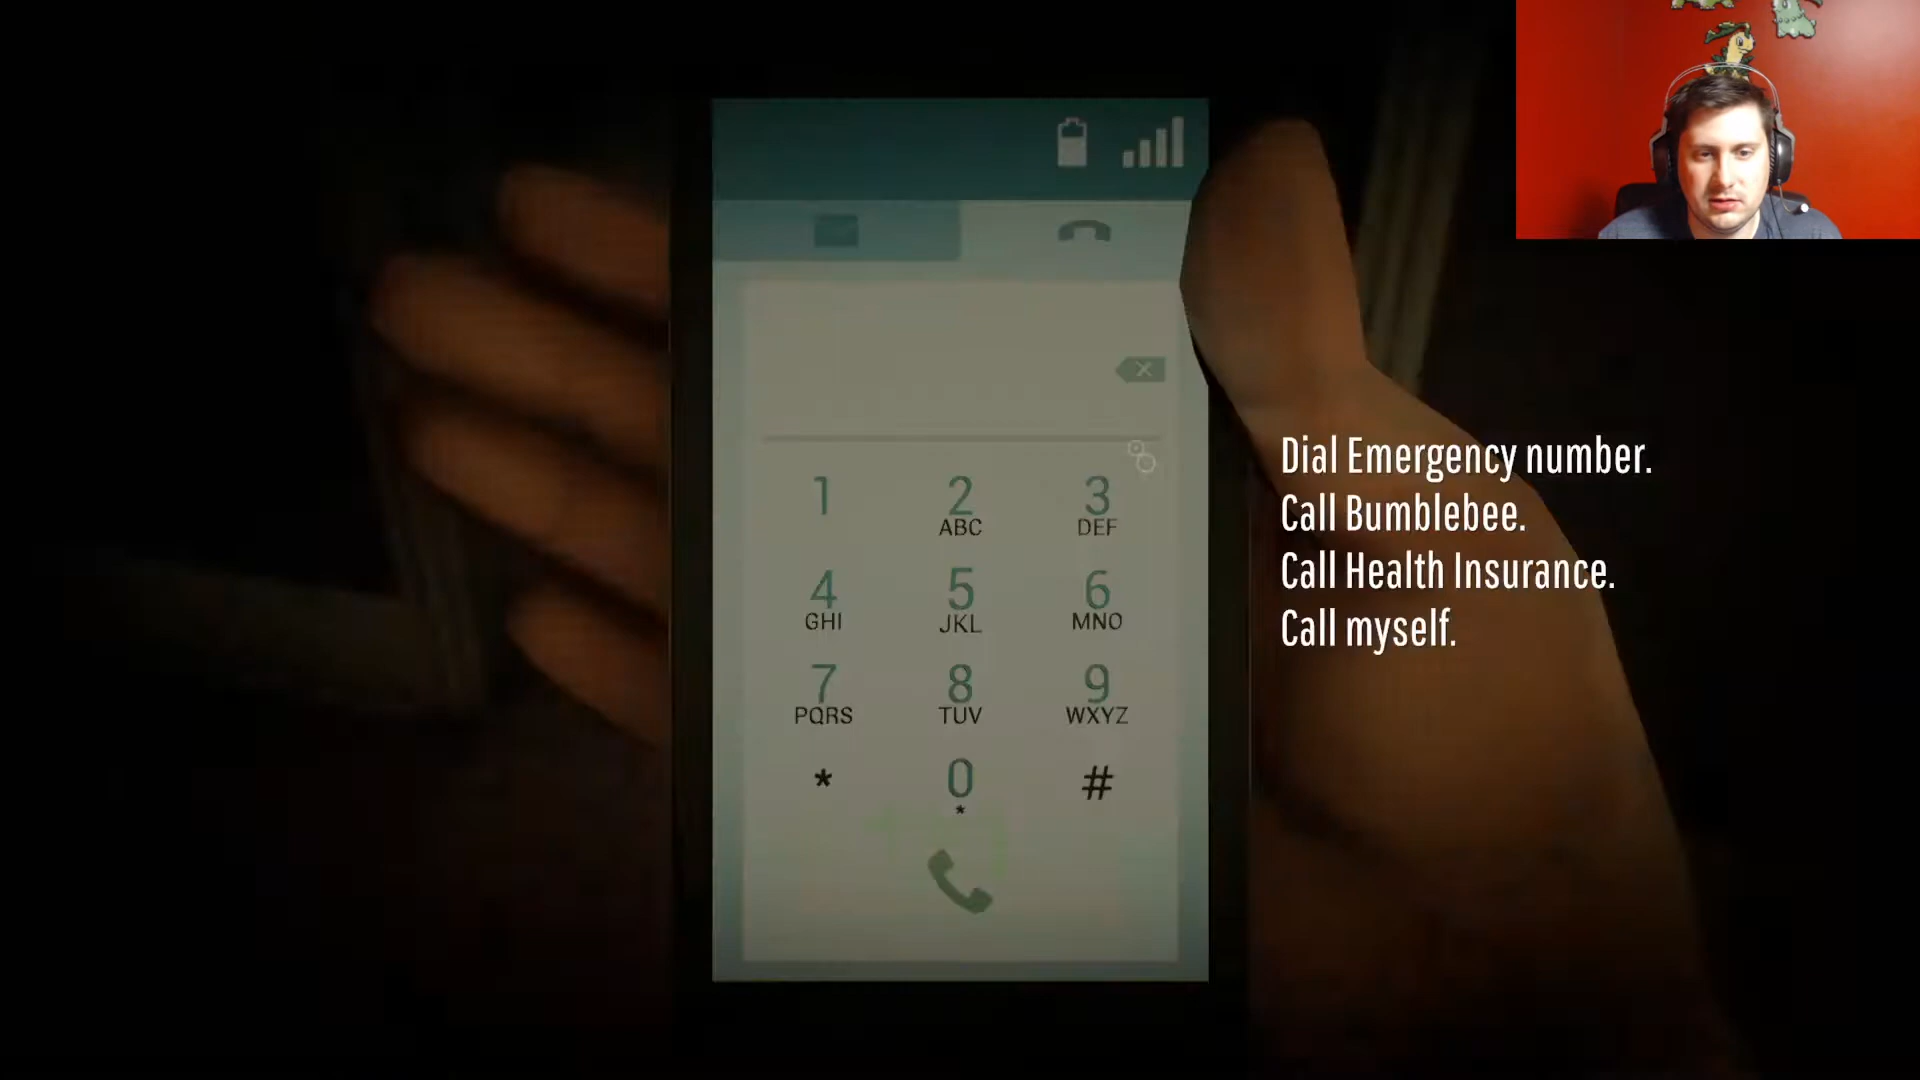 1 2 3
ABC DEF
4 5 6
GHI JKL MNO
7 8 9
PQRS TUV WXYZ
* 0 #
*
Dial Emergency number.
Call Bumblebee.
Call Health Insurance.
Call myself.